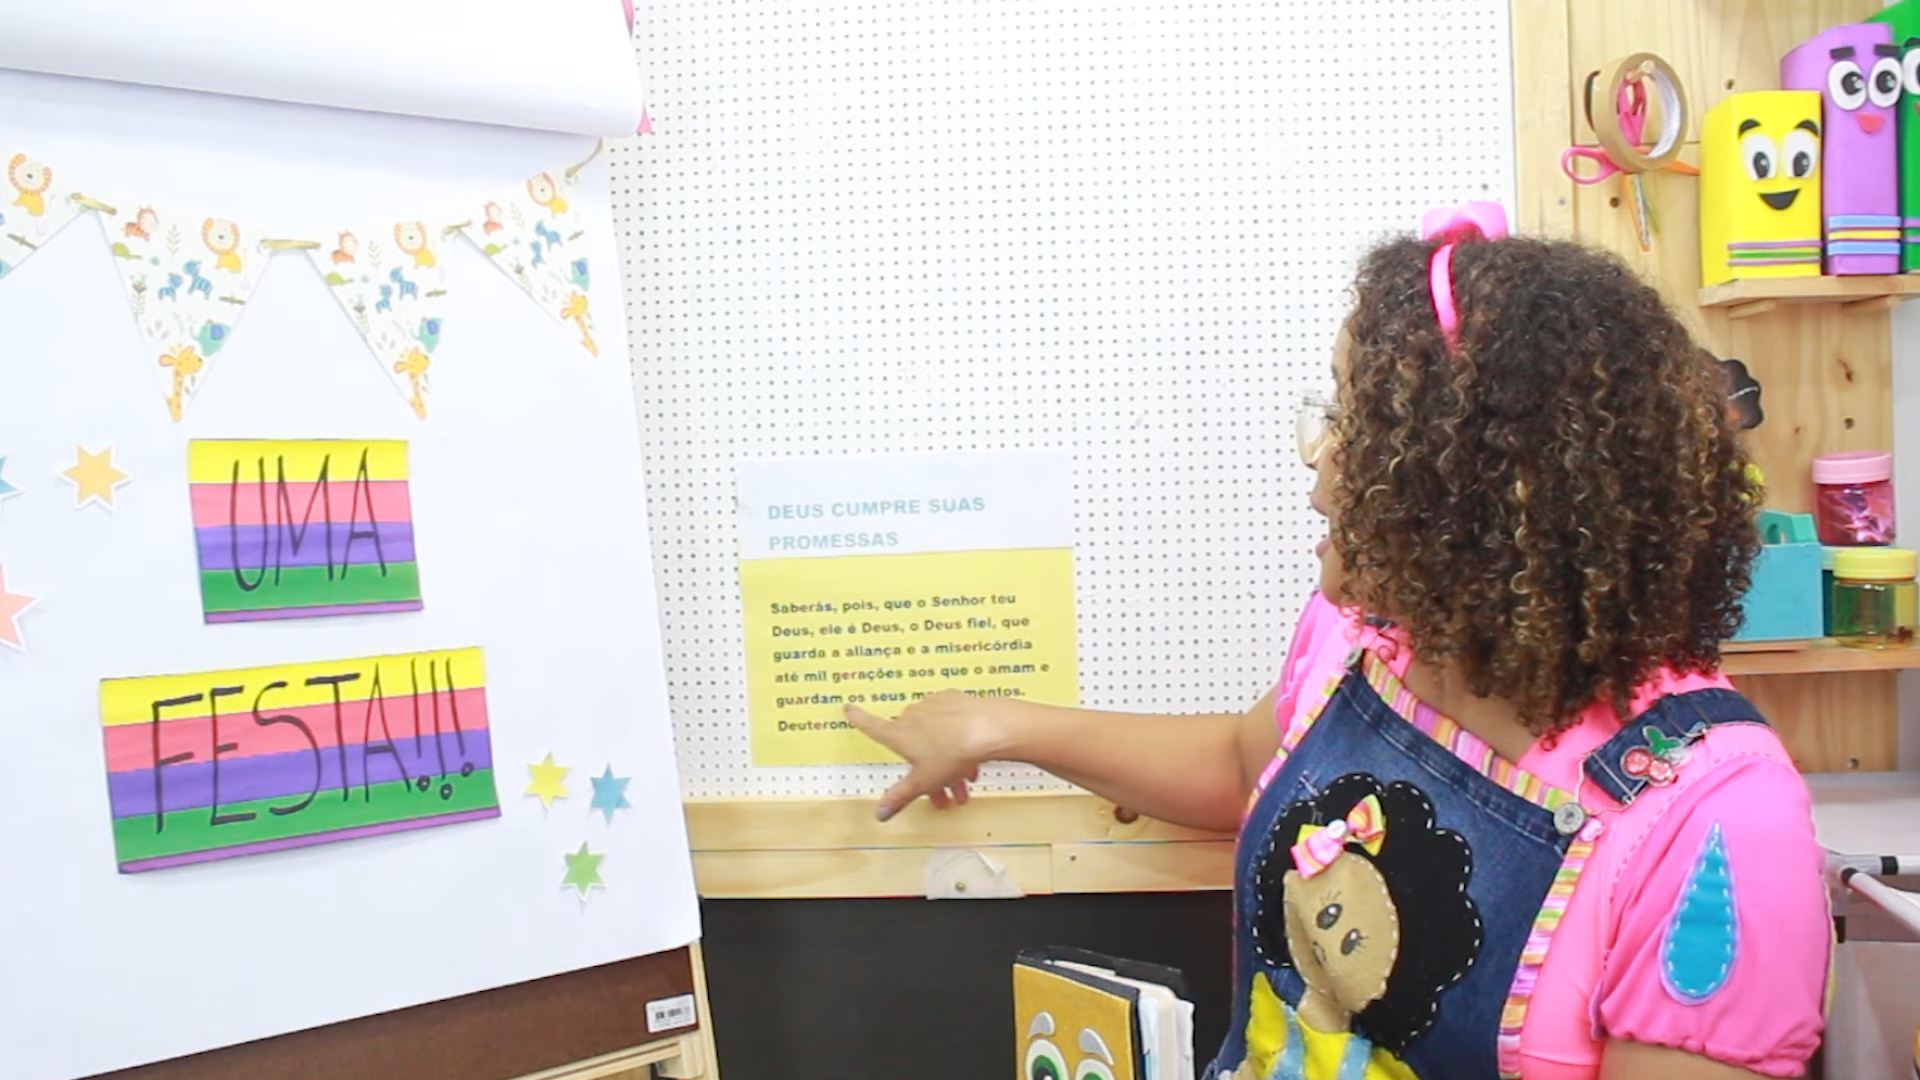 UMA
FESTA!!!
DEUS CUMPRE SUAS
PROMESSAS
Saberás, pois, que o Senhor teu
Deus, ele é Deus, o Deus fiel, que
guarda a aliança e a misericórdia
até mil gerações aos que o amam e
guardam os seus